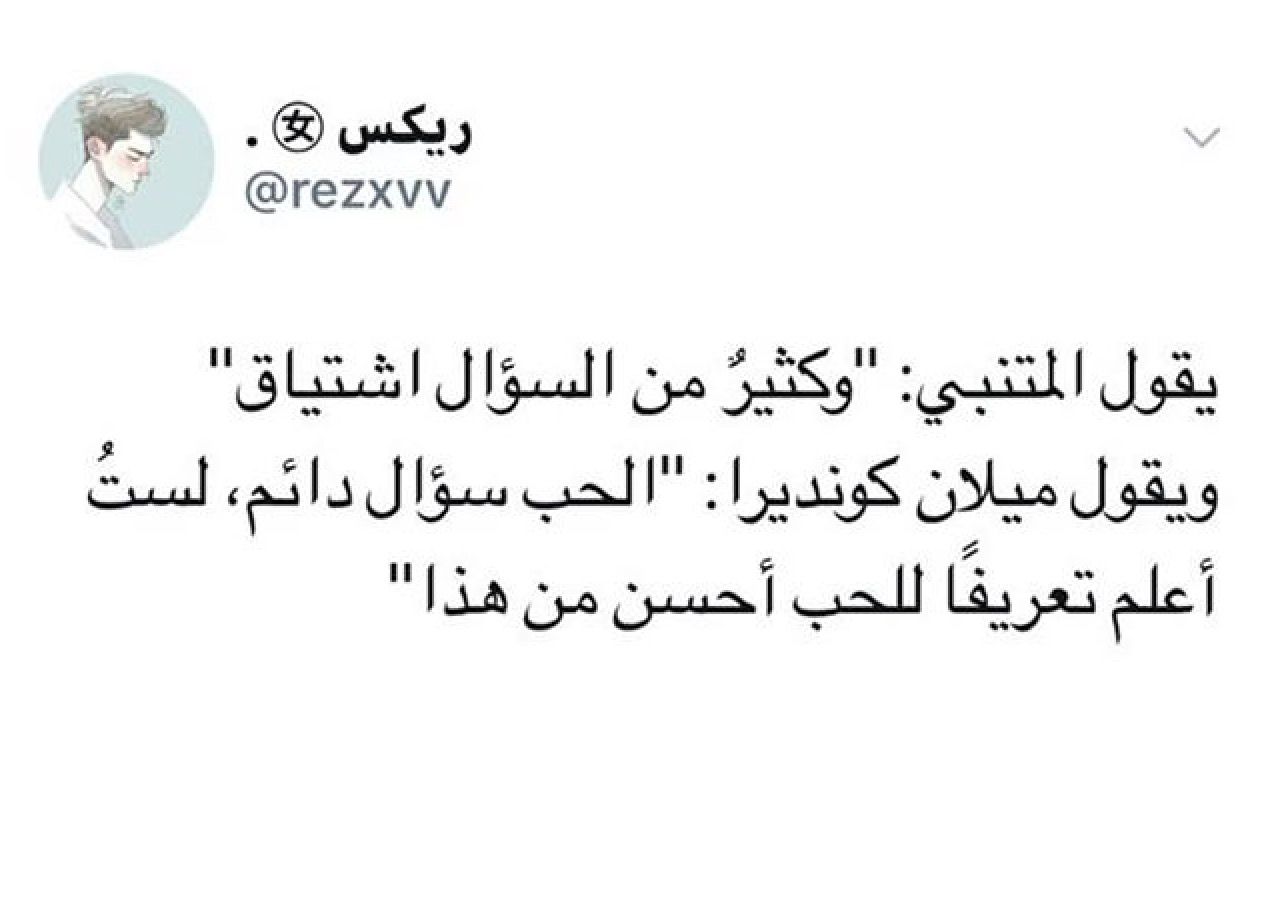 ريكس ㊛ .
@rezxvv
يقول المتنبي: "وكثيرُ من السؤال اشتياق"
ويقول ميلان كونديرا: "الحب سؤال دائم، لستُ
أعلم تعريفًا للحب أحسن من هذا"